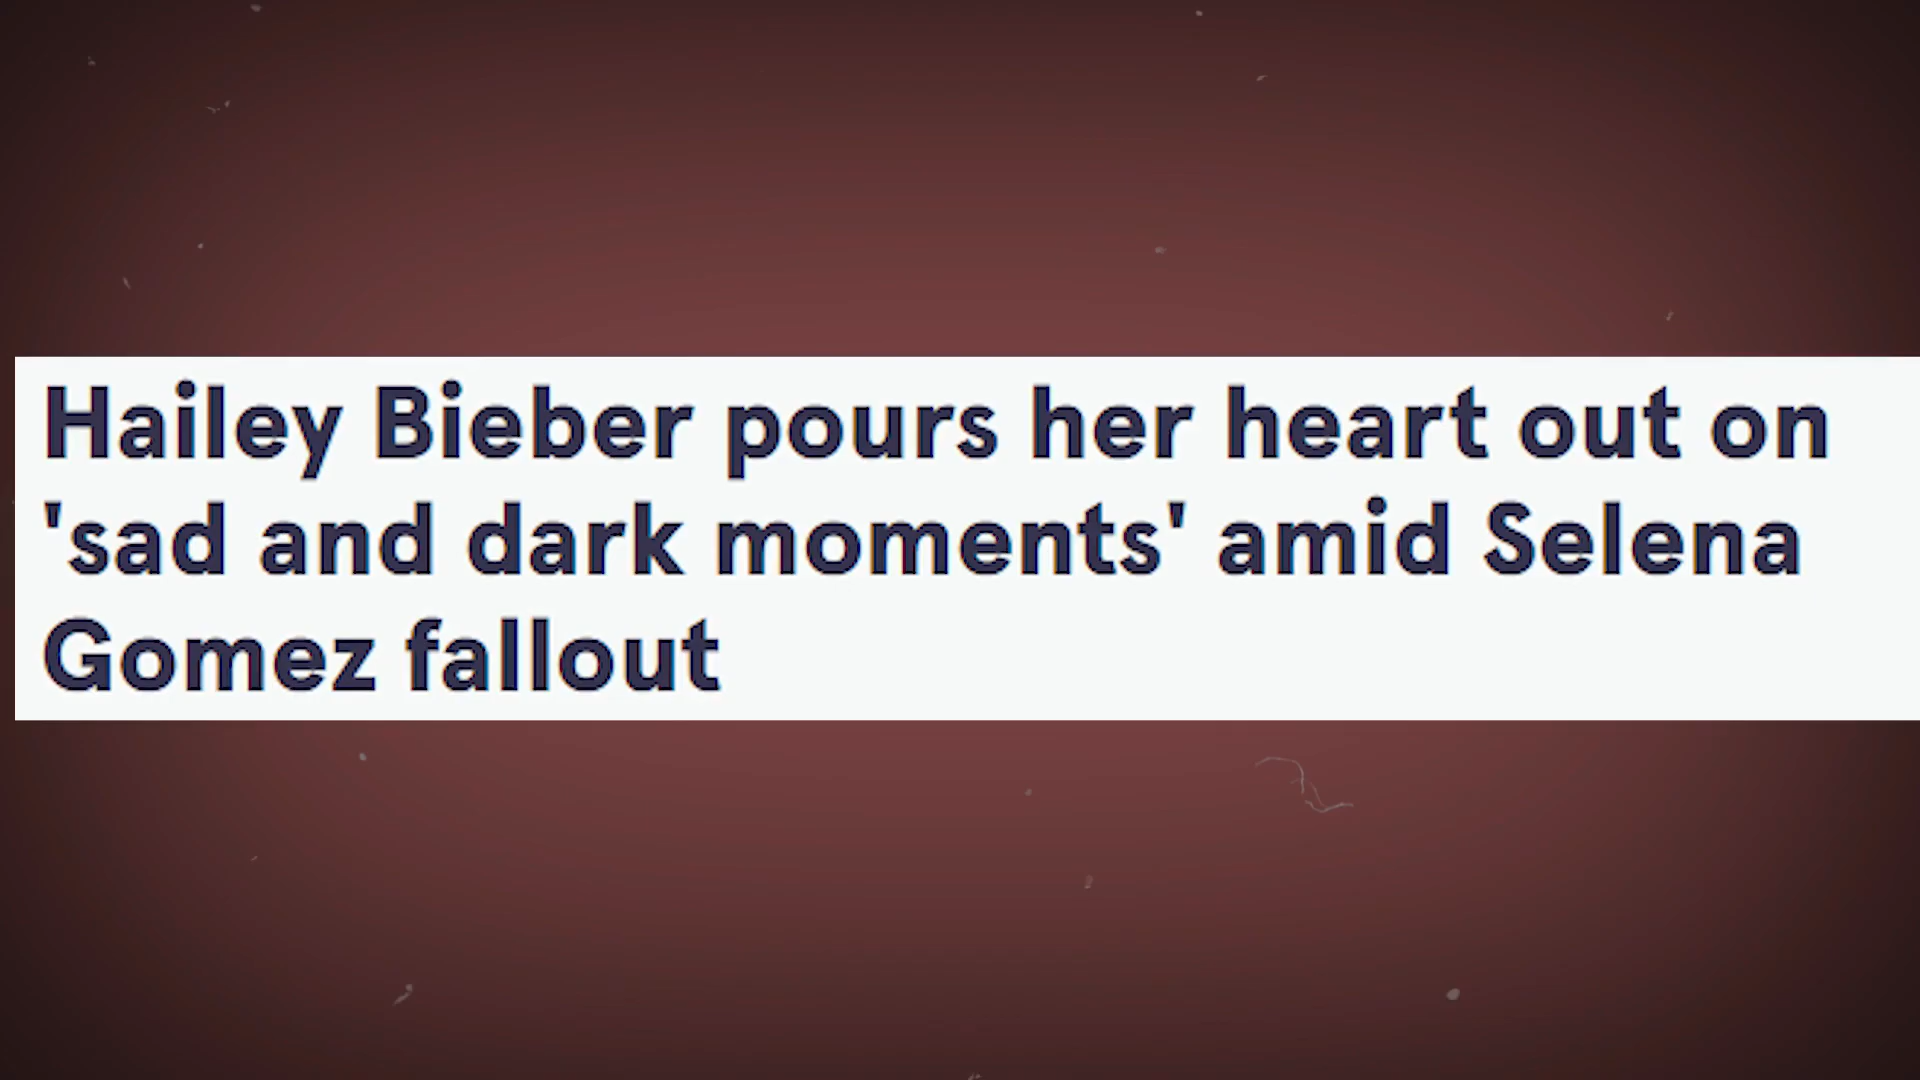 Hailey Bieber pours her heart out on
'sad and dark moments' amid Selena
Gomez fallout